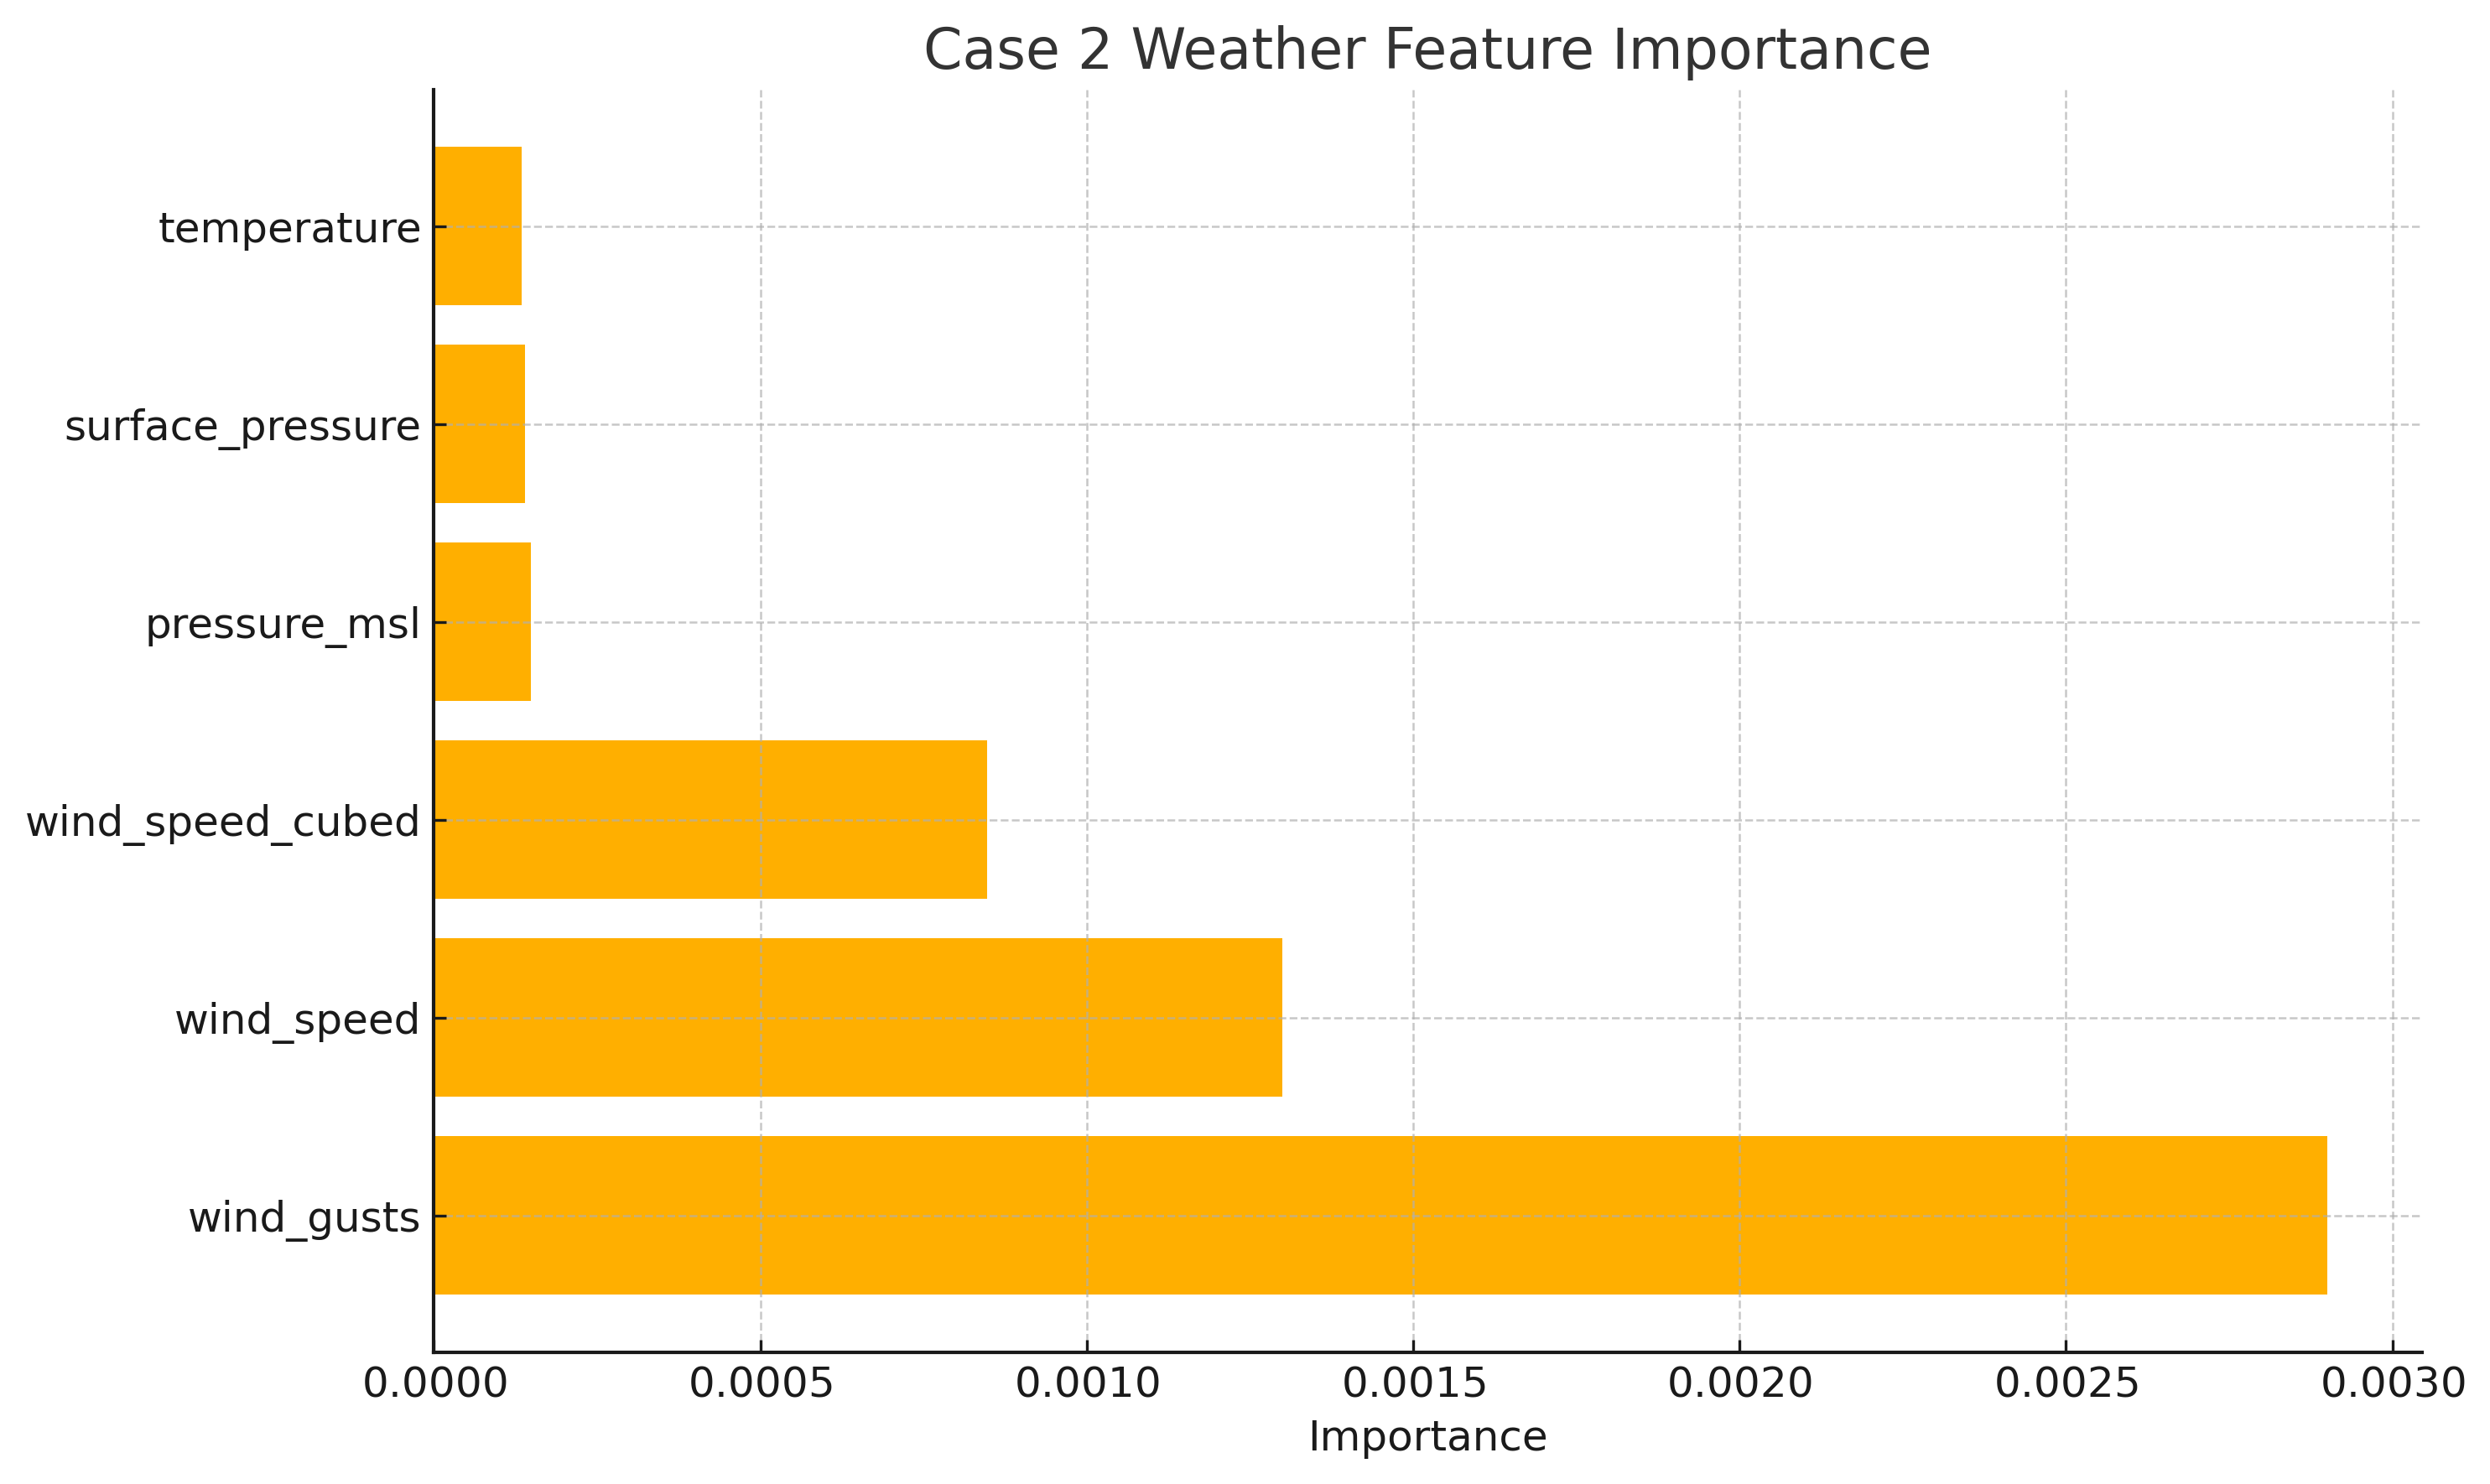 Case 2 Weather Feature Importance
temperature
surface_pressure
pressure_msl
wind_speed_cubed
wind_speed
wind_gusts
0.0000 0.0005 0.0010 0.0015 0.0020 0.0025 0.0030
Importance